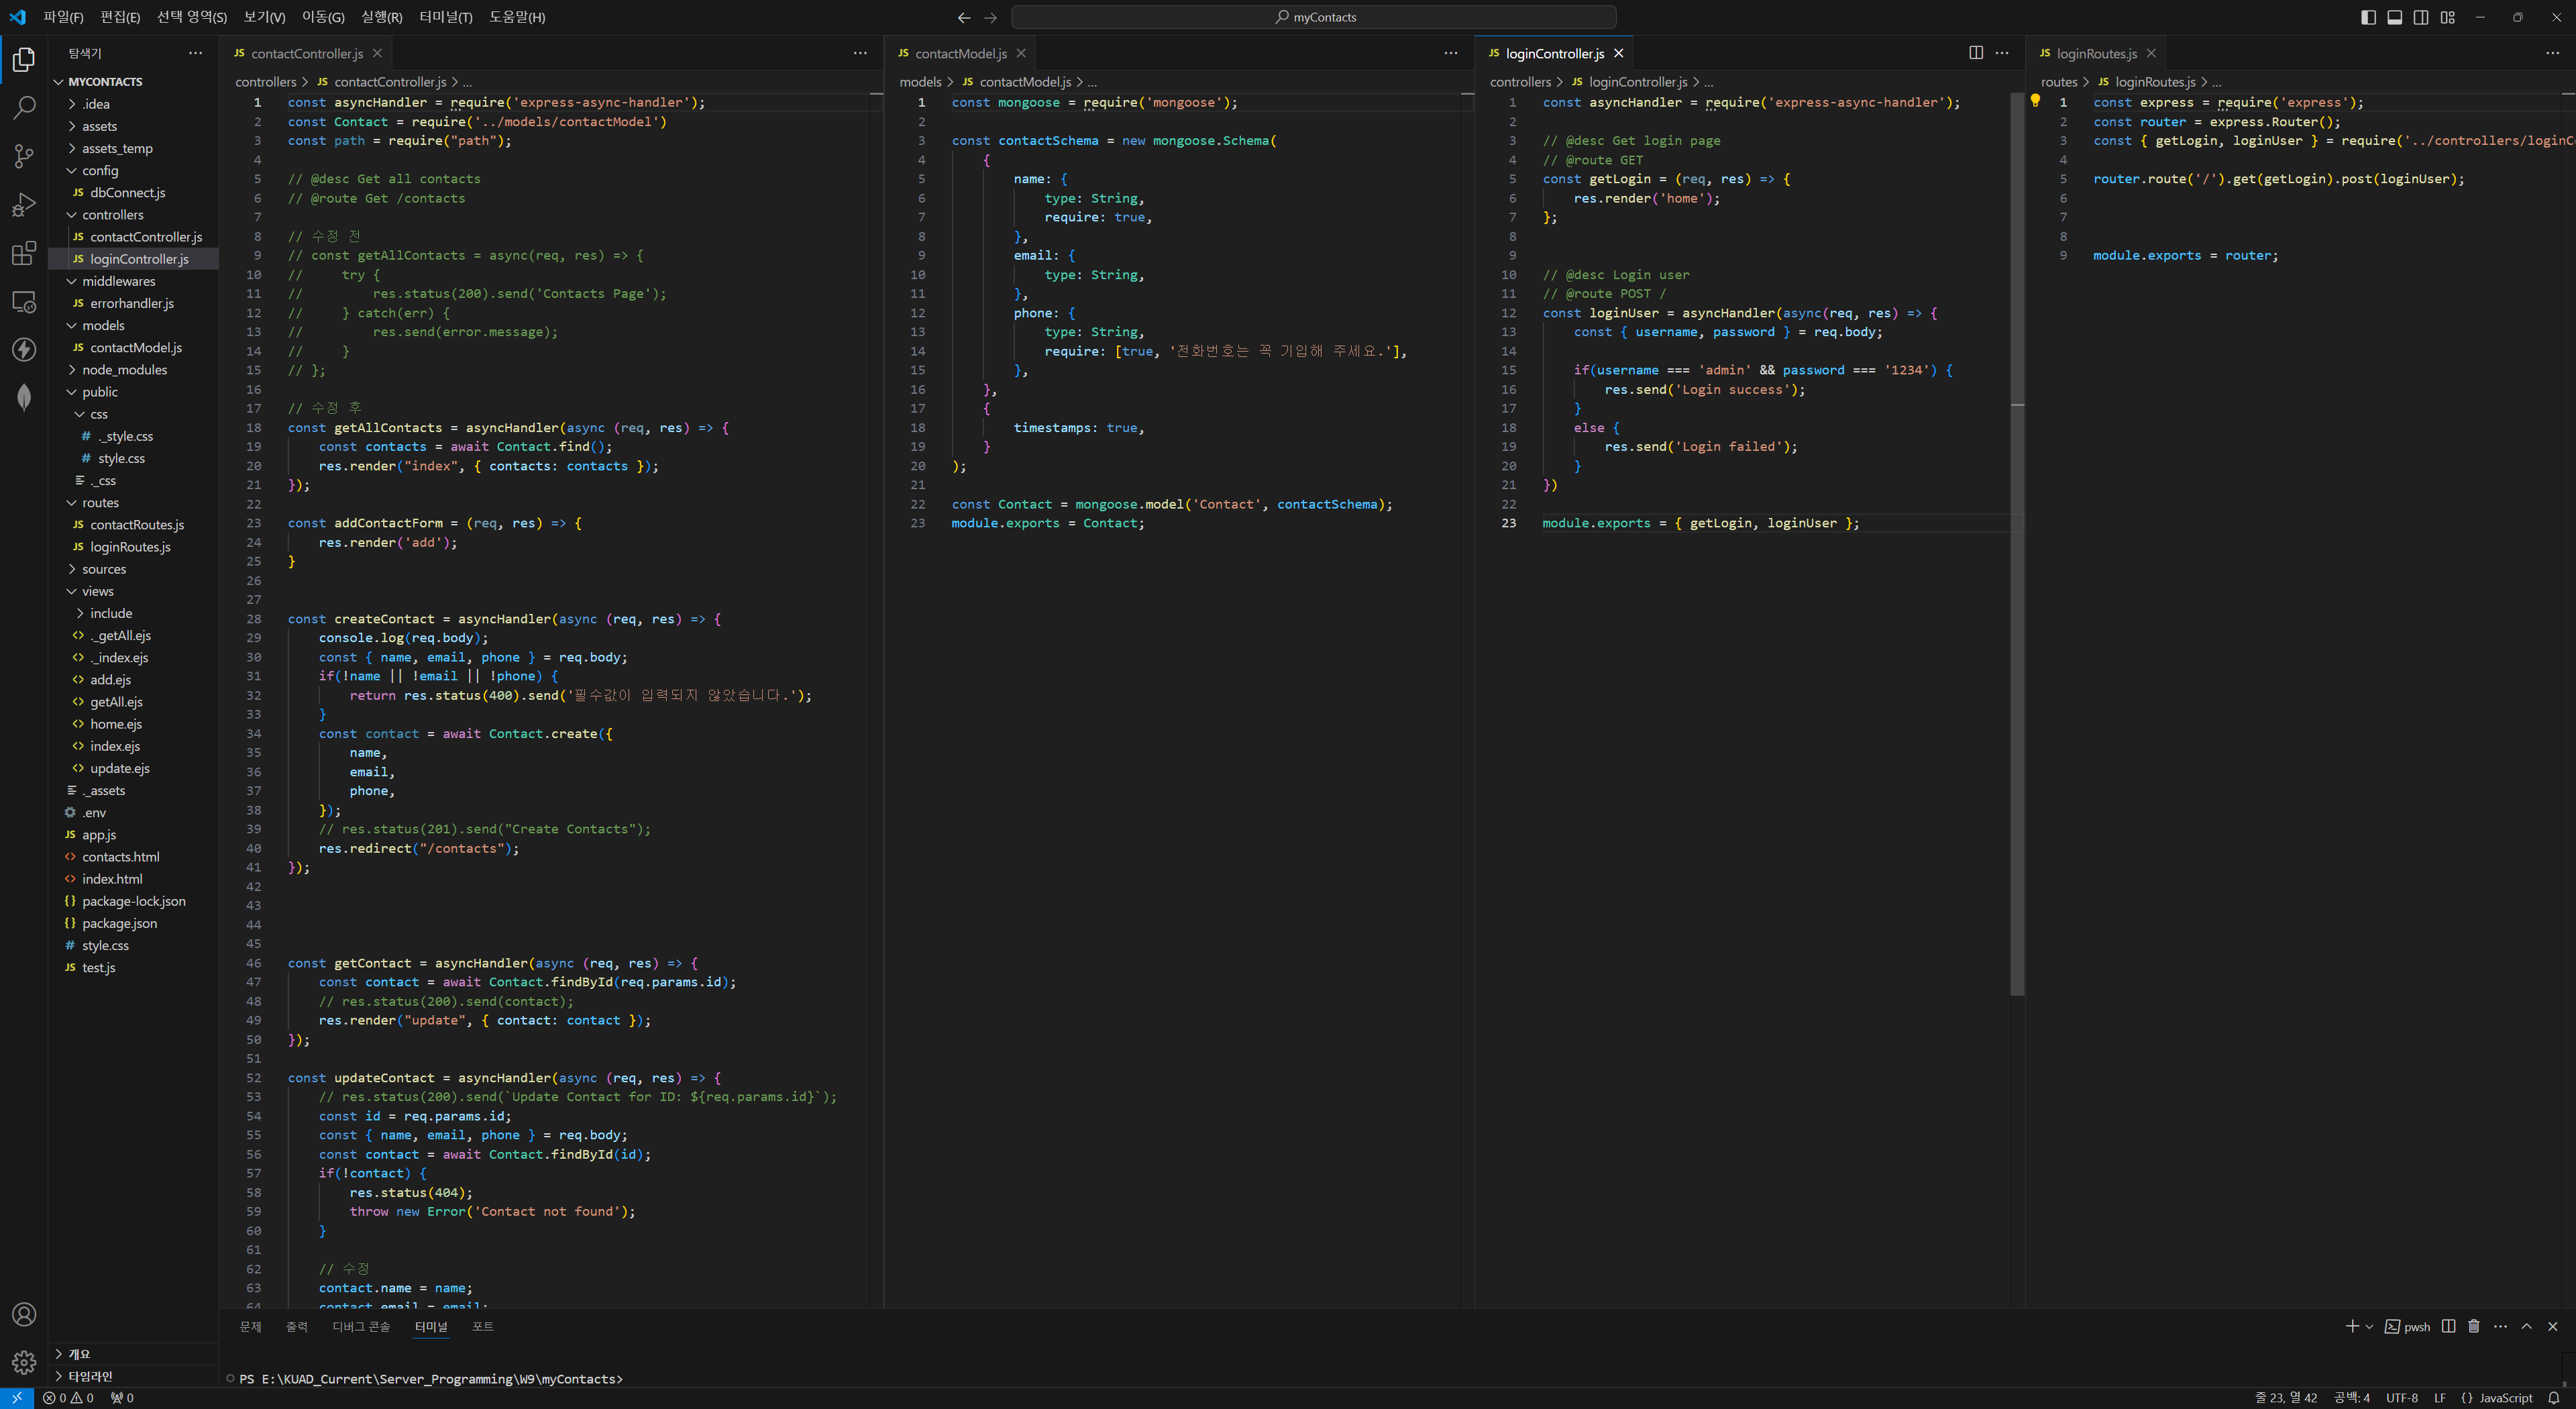 파일(F) 편집(E) 선택 영역(S) 보기(V) 이동(G) 실행(R) 터미널(T) 도움말(H)
myContacts
탐색기
MYCONTACTS
.idea
assets
assets_temp
config
JS dbConnect.js
controllers
JS contactController.js
JS loginController.js
middlewares
JS errorhandler.js
models
JS contactModel.js
node_modules
public
css
# ._style.css
# style.css
._css
routes
JS contactRoutes.js
JS loginRoutes.js
sources
views
include
<> ._getAll.ejs
<> ._index.ejs
<> add.ejs
<> getAll.ejs
<> home.ejs
<> index.ejs
<> update.ejs
._assets
.env
JS app.js
<> contacts.html
<> index.html
{} package-lock.json
{} package.json
# style.css
JS test.js
개요
타임라인
JS contactController.js
controllers > JS contactController.js > ...
1 const asyncHandler = require('express-async-handler');
2 const Contact = require('../models/contactModel')
3 const path = require("path");
4
5 // @desc Get all contacts
6 // @route Get /contacts
7
8 // 수정 전
9 // const getAllContacts = async(req, res) => {
10 //     try {
11 //         res.status(200).send('Contacts Page');
12 //     } catch(err) {
13 //         res.send(error.message);
14 //     }
15 // };
16
17 // 수정 후
18 const getAllContacts = asyncHandler(async (req, res) => {
19     const contacts = await Contact.find();
20     res.render("index", { contacts: contacts });
21 });
22
23 const addContactForm = (req, res) => {
24     res.render('add');
25 }
26
27
28 const createContact = asyncHandler(async (req, res) => {
29     console.log(req.body);
30     const { name, email, phone } = req.body;
31     if(!name || !email || !phone) {
32         return res.status(400).send('필수값이 입력되지 않았습니다.');
33     }
34     const contact = await Contact.create({
35         name,
36         email,
37         phone,
38     });
39     // res.status(201).send("Create Contacts");
40     res.redirect("/contacts");
41 });
42
43
44
45
46 const getContact = asyncHandler(async (req, res) => {
47     const contact = await Contact.findById(req.params.id);
48     // res.status(200).send(contact);
49     res.render("update", { contact: contact });
50 });
51
52 const updateContact = asyncHandler(async (req, res) => {
53     // res.status(200).send(`Update Contact for ID: ${req.params.id}`);
54     const id = req.params.id;
55     const { name, email, phone } = req.body;
56     const contact = await Contact.findById(id);
57     if(!contact) {
58         res.status(404);
59         throw new Error('Contact not found');
60     }
61
62     // 수정
63     contact.name = name;
64     contact.email = email;
JS contactModel.js
models > JS contactModel.js > ...
1 const mongoose = require('mongoose');
2
3 const contactSchema = new mongoose.Schema(
4     {
5         name: {
6             type: String,
7             require: true,
8         },
9         email: {
10             type: String,
11         },
12         phone: {
13             type: String,
14             require: [true, '전화번호는 꼭 기입해 주세요.'],
15         },
16     },
17     {
18         timestamps: true,
19     }
20 );
21
22 const Contact = mongoose.model('Contact', contactSchema);
23 module.exports = Contact;
JS loginController.js
controllers > JS loginController.js > ...
1 const asyncHandler = require('express-async-handler');
2
3 // @desc Get login page
4 // @route GET
5 const getLogin = (req, res) => {
6     res.render('home');
7 };
8
9
10 // @desc Login user
11 // @route POST /
12 const loginUser = asyncHandler(async(req, res) => {
13     const { username, password } = req.body;
14
15     if(username === 'admin' && password === '1234') {
16         res.send('Login success');
17     }
18     else {
19         res.send('Login failed');
20     }
21 })
22
23 module.exports = { getLogin, loginUser };
JS loginRoutes.js
routes > JS loginRoutes.js > ...
1 const express = require('express');
2 const router = express.Router();
3 const { getLogin, loginUser } = require('../controllers/loginC
4
5 router.route('/').get(getLogin).post(loginUser);
6
7
8
9 module.exports = router;
문제 출력 디버그 콘솔 터미널 포트
pwsh
PS E:\KUAD_Current\Server_Programming\W9\myContacts>
0 0 0
줄 23, 열 42 공백: 4 UTF-8 LF {} JavaScript